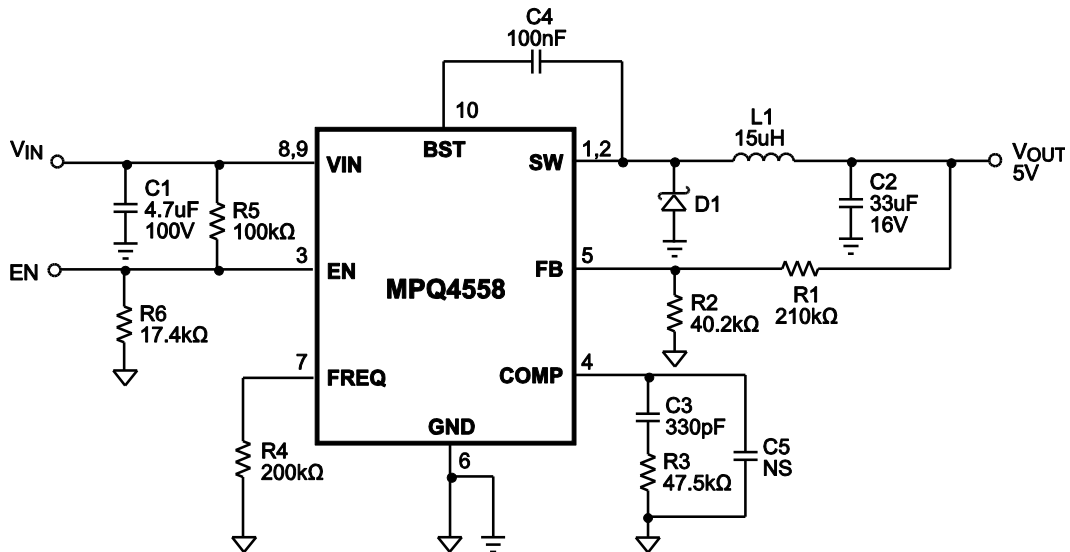 C4
100nF
10
BST
L1
15uH
VIN
8,9
VIN
SW
1,2
VOUT
5V
C1
4.7uF
100V
R5
100kΩ
D1
C2
33uF
16V
EN
3
EN
MPQ4558
FB
5
R6
17.4kΩ
R2
40.2kΩ
R1
210kΩ
7
FREQ
COMP
4
R4
200kΩ
GND
6
C3
330pF
R3
47.5kΩ
C5
NS